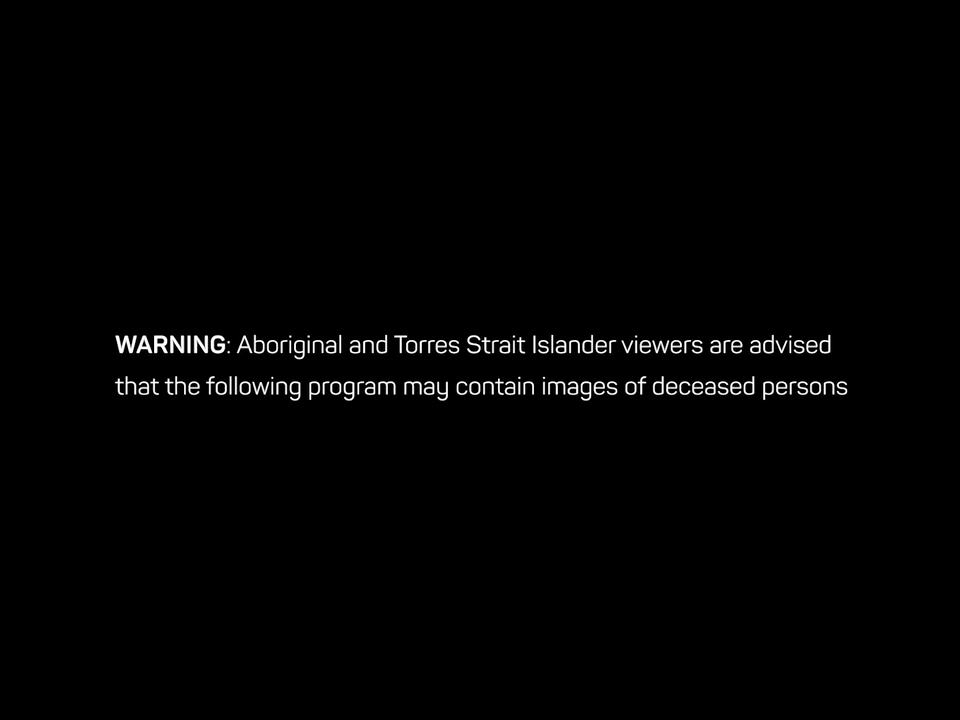 WARNING: Aboriginal and Torres Strait Islander viewers are advised
that the following program may contain images of deceased persons